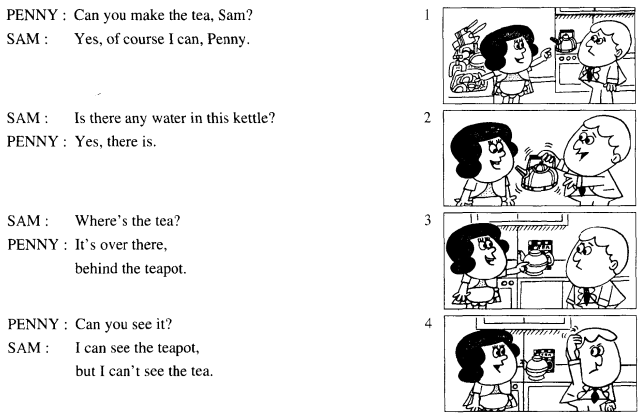 PENNY : Can you make the tea, Sam?
SAM : Yes, of course I can, Penny.
1
SAM : Is there any water in this kettle?
PENNY : Yes, there is.
2
SAM : Where's the tea?
PENNY : It's over there,
behind the teapot.
3
PENNY : Can you see it?
SAM : I can see the teapot,
but I can't see the tea.
4